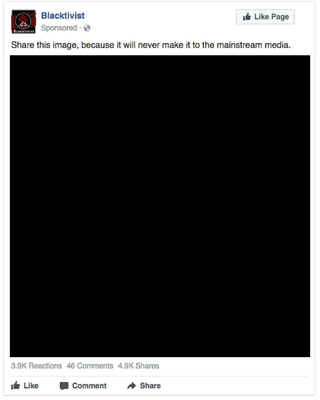 Blacktivist
Like Page
Sponsored ·
Share this image, because it will never make it to the mainstream media.
3.9K Reactions 46 Comments 4.9K Shares
Like Comment Share